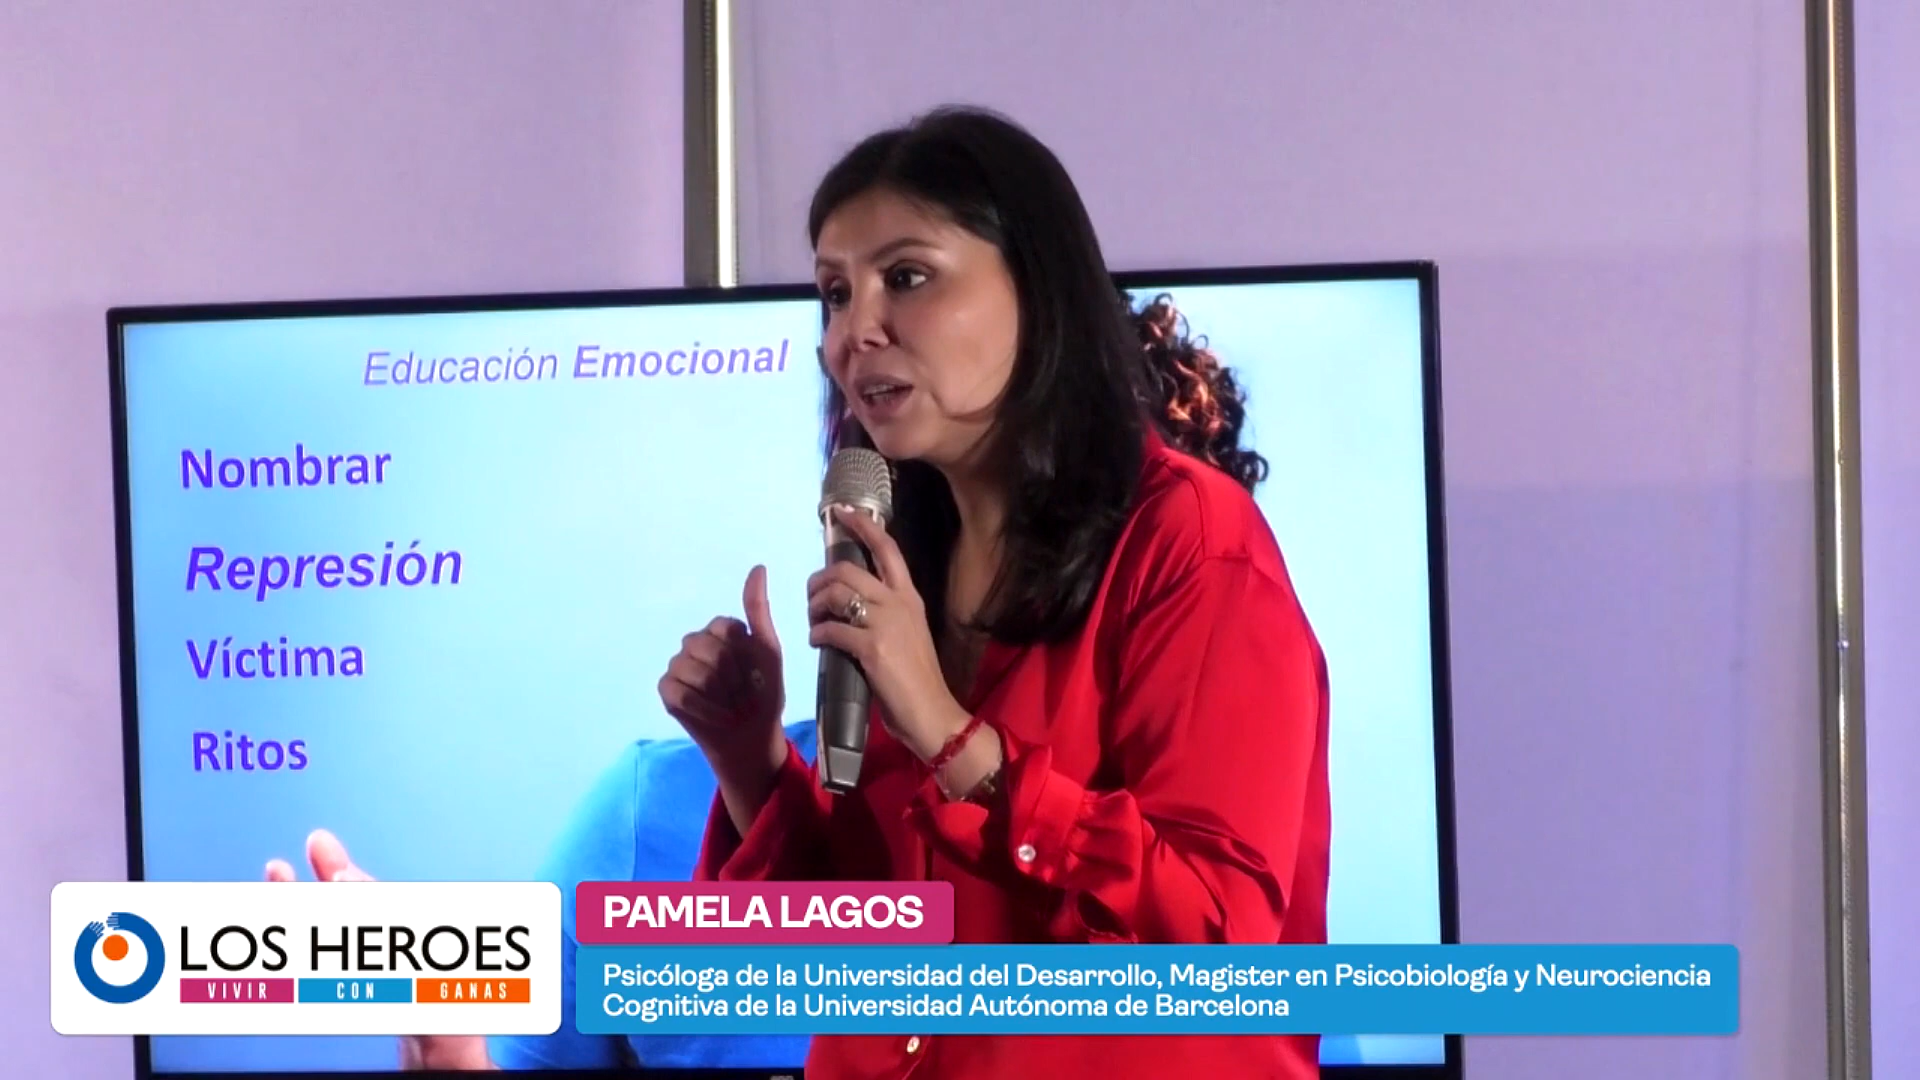 Educación Emocional
Nombrar
Represión
Víctima
Ritos
LOS HEROES
VIVIR CON GANAS
PAMELA LAGOS
Psicóloga de la Universidad del Desarrollo, Magister en Psicobiología y Neurociencia
Cognitiva de la Universidad Autónoma de Barcelona